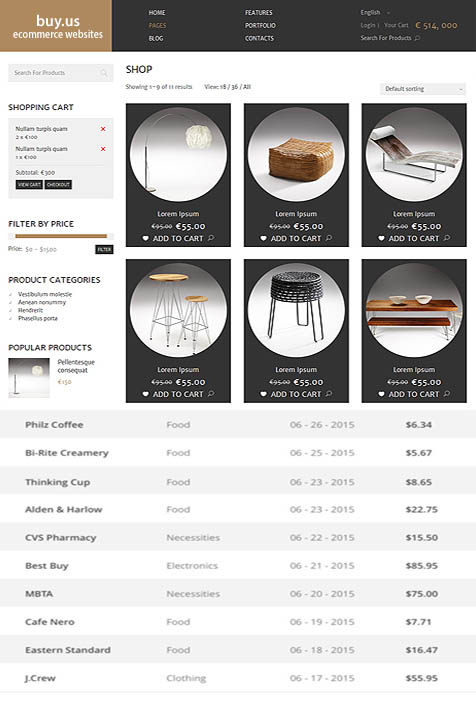 buy.us
ecommerce websites
HOME
PAGES
BLOG
FEATURES
PORTFOLIO
CONTACTS
English
Login | Your Cart € 514, 000
Search For Products
Search For Products
SHOPPING CART
Nullam turpis quam
2 x €100
Nullam turpis quam
1 x €100
Subtotal: €300
VIEW CART CHECKOUT
FILTER BY PRICE
Price: $0 – $1500 FILTER
PRODUCT CATEGORIES
Vestibulum molestie
Aenean nonummy
Hendrerit
Phasellus porta
POPULAR PRODUCTS
Pellentesque
consequat
€150
SHOP
Showing 1–9 of 11 results View: 18 / 36 / All
Default sorting
Lorem Ipsum
€95.00 €55.00
ADD TO CART
Lorem Ipsum
€95.00 €55.00
ADD TO CART
Lorem Ipsum
€95.00 €55.00
ADD TO CART
Lorem Ipsum
€95.00 €55.00
ADD TO CART
Lorem Ipsum
€95.00 €55.00
ADD TO CART
Lorem Ipsum
€95.00 €55.00
ADD TO CART
Philz Coffee Food 06 - 26 - 2015 $6.34
Bi-Rite Creamery Food 06 - 25 - 2015 $5.67
Thinking Cup Food 06 - 23 - 2015 $8.65
Alden & Harlow Food 06 - 23 - 2015 $22.75
CVS Pharmacy Necessities 06 - 22 - 2015 $15.50
Best Buy Electronics 06 - 21 - 2015 $85.95
MBTA Necessities 06 - 20 - 2015 $75.00
Cafe Nero Food 06 - 19 - 2015 $7.71
Eastern Standard Food 06 - 18 - 2015 $16.47
J.Crew Clothing 06 - 17 - 2015 $55.95